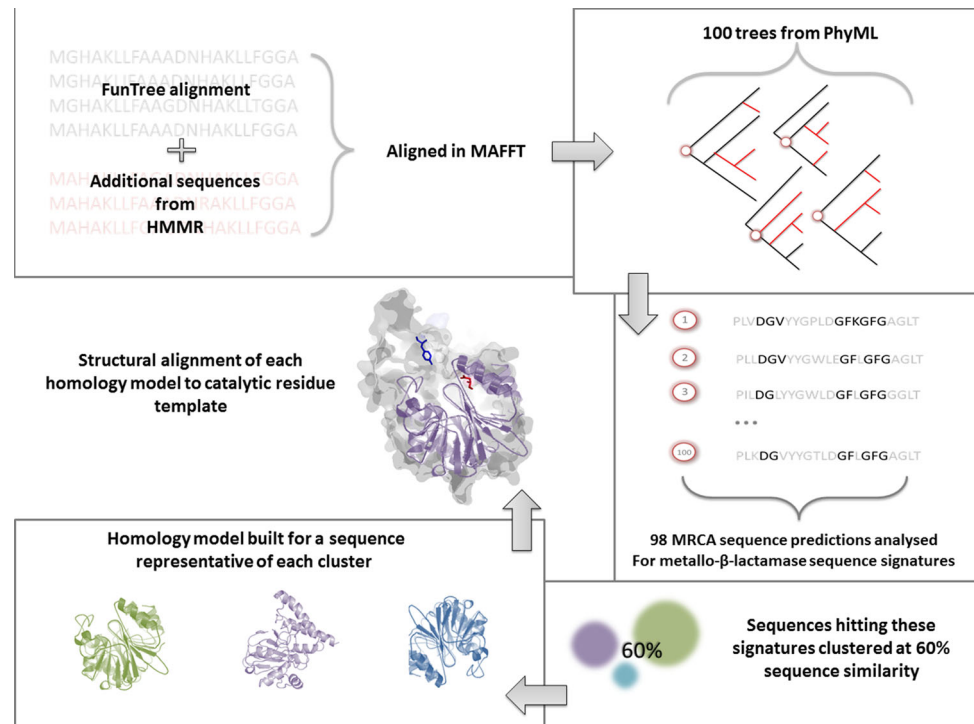 MGHAKLLFAAADNHAKLLFGGA
FunTree alignment
MGHAKLLFAAGDNHAKLLTGGA
MAHAKLLFAAADNHAKLLFGGA
Additional sequences
from
HMMR
Aligned in MAFFT
100 trees from PhyML
1 PLVDGVYYGPLDGFKGFGAGLT
2 PLLDGVYYGWLEGFLGFGAGLT
3 PILDGLYYGWLDGFLGFGGGLT
...
100 PLKDGVYYGTLDGFLGFGAGLT
98 MRCA sequence predictions analysed
For metallo-β-lactamase sequence signatures
60%
Sequences hitting these
signatures clustered at 60%
sequence similarity
Homology model built for a sequence
representative of each cluster
Structural alignment of each
homology model to catalytic residue
template